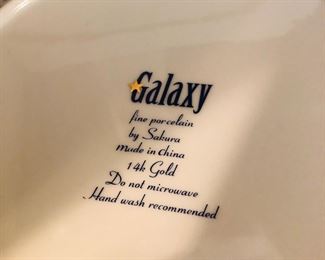 Galaxy
fine porcelain
by Sakura
made in China
14k Gold
Do not microwave
Hand wash recommended